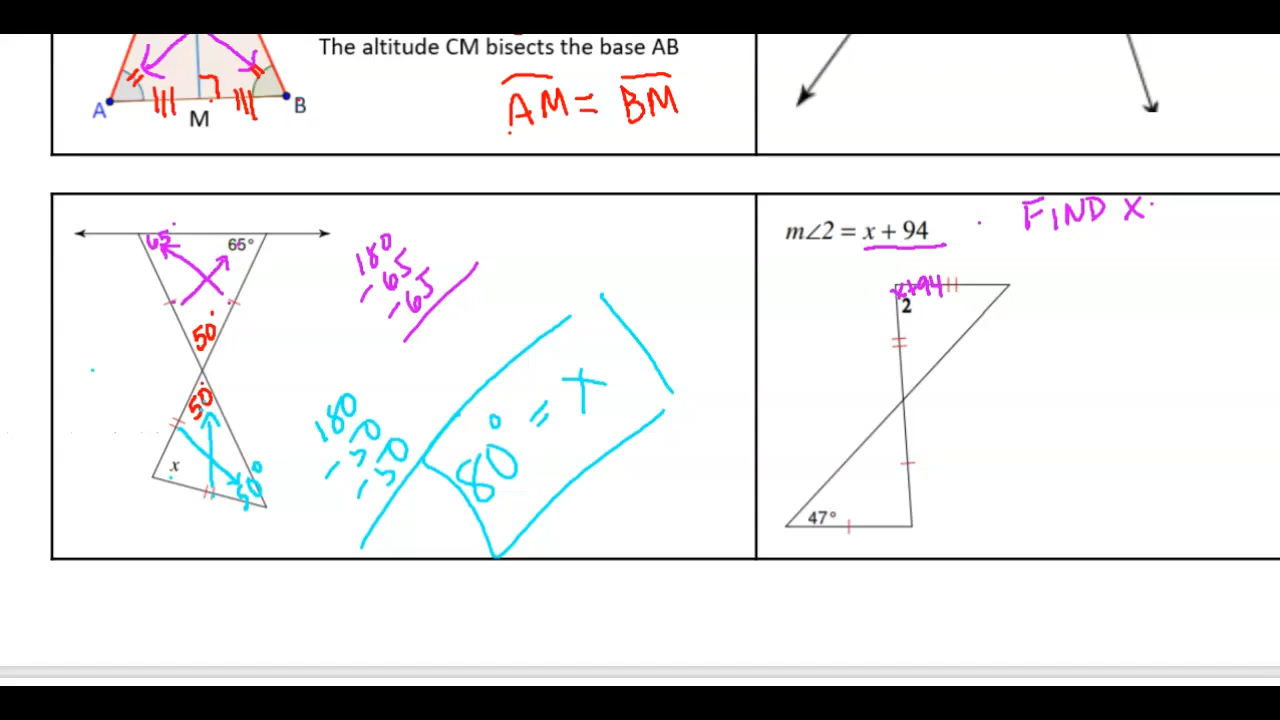 The altitude CM bisects the base AB
A
M
B
AM = BM
65°
65°
180
-65
-65
50°
50°
x
50°
180
-50
-50
80° = x
m∠2 = x + 94
FIND X.
x+94
2
47°